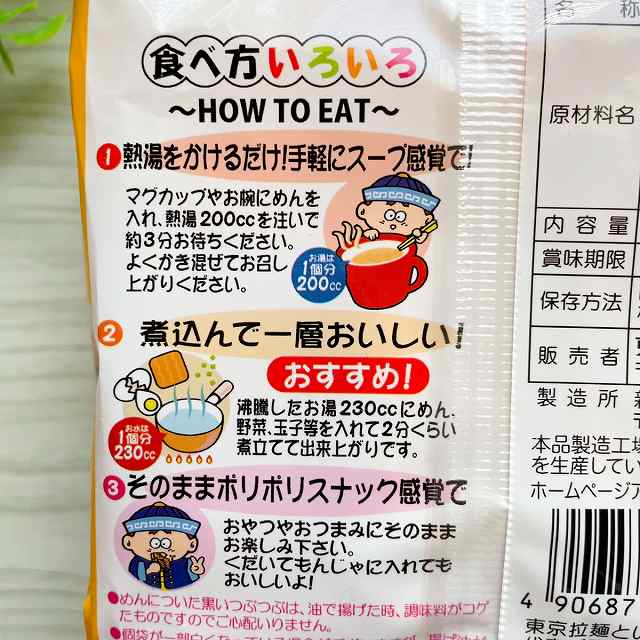 食べ方いろいろ
～HOW TO EAT～
1 熱湯をかけるだけ！手軽にスープ感覚で！
マグカップやお椀にめんを
入れ、熱湯200ccを注いで
約3分お待ちください。
よくかき混ぜてお召し
上がりください。
お湯は
1個分
200cc
2 煮込んで一層おいしい！
おすすめ！
沸騰したお湯230ccにめん、
野菜、玉子等を入れて2分くらい
煮立てて出来上がりです。
お水は
1個分
230cc
3 そのままポリポリスナック感覚で
おやつやおつまみにそのまま
お楽しみ下さい。
くだいてもんじゃに入れても
おいしいよ！
●めんについた黒いつぶつぶは、油で揚げた時、調味料がコゲ
たものですのでご心配いりません。
名 称
原材料名
内容量
賞味期限
保存方法
販売者
製造所
本品製造工場
を生産してい
ホームページア
4 90687
東京拉麺と